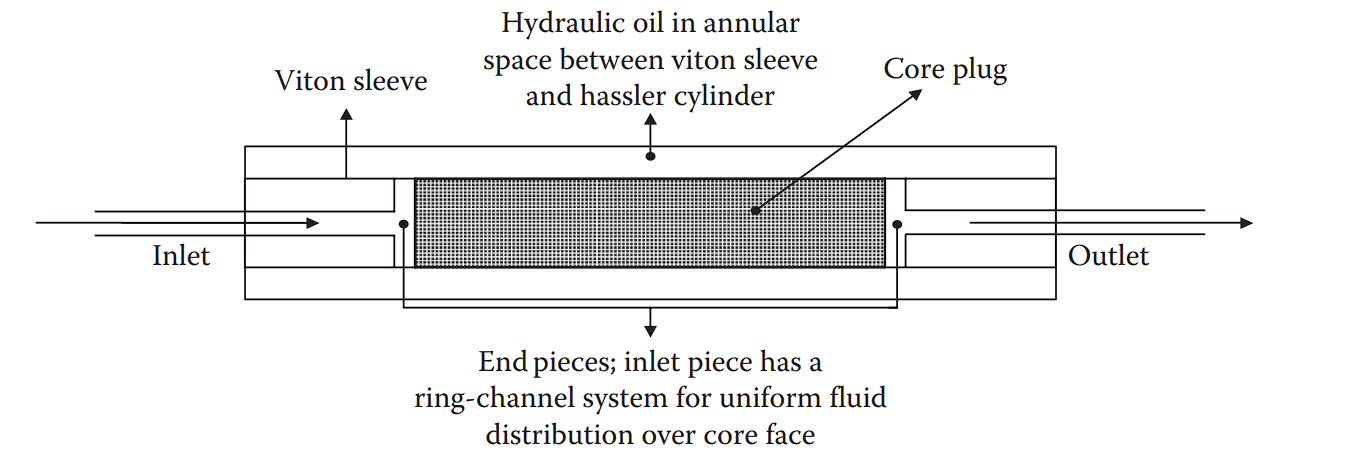 Hydraulic oil in annular
space between viton sleeve
and hassler cylinder
Viton sleeve
Core plug
Inlet
Outlet
End pieces; inlet piece has a
ring-channel system for uniform fluid
distribution over core face